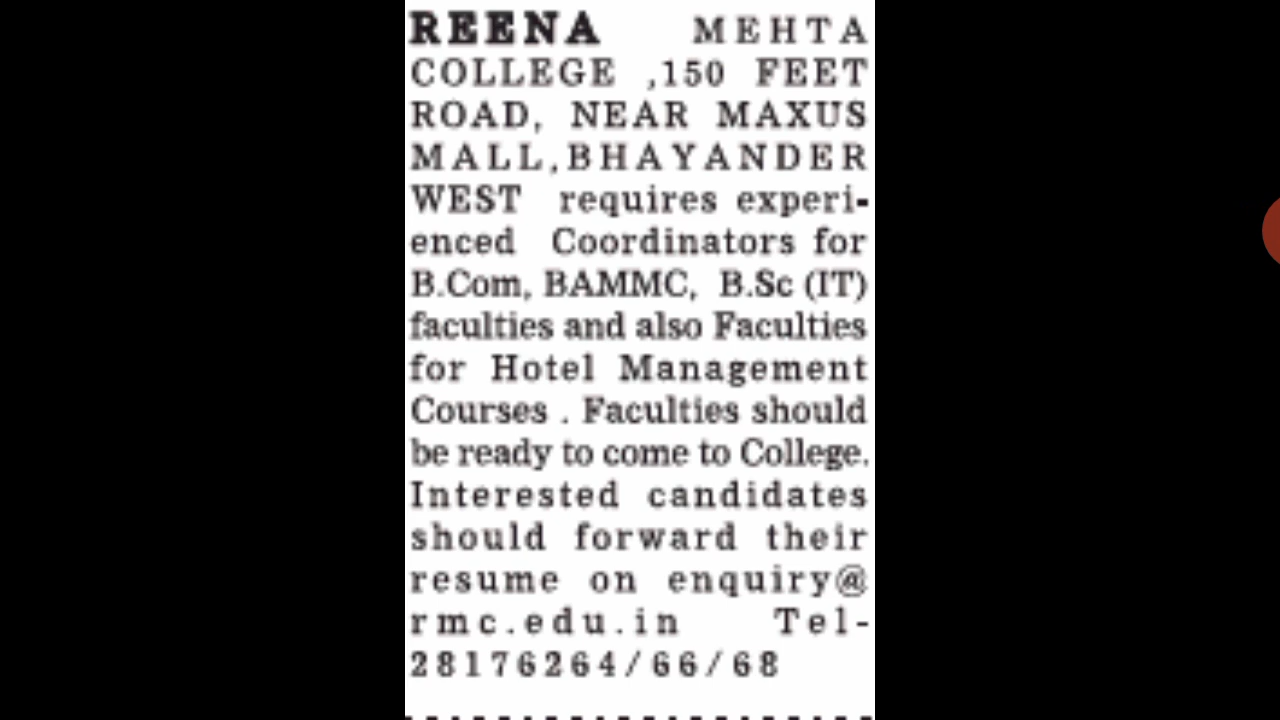 REENA MEHTA
COLLEGE ,150 FEET
ROAD, NEAR MAXUS
MALL,BHAYANDER
WEST requires experi-
enced Coordinators for
B.Com, BAMMC, B.Sc (IT)
faculties and also Faculties
for Hotel Management
Courses . Faculties should
be ready to come to College.
Interested candidates
should forward their
resume on enquiry@
rmc.edu.in Tel-
28176264/66/68